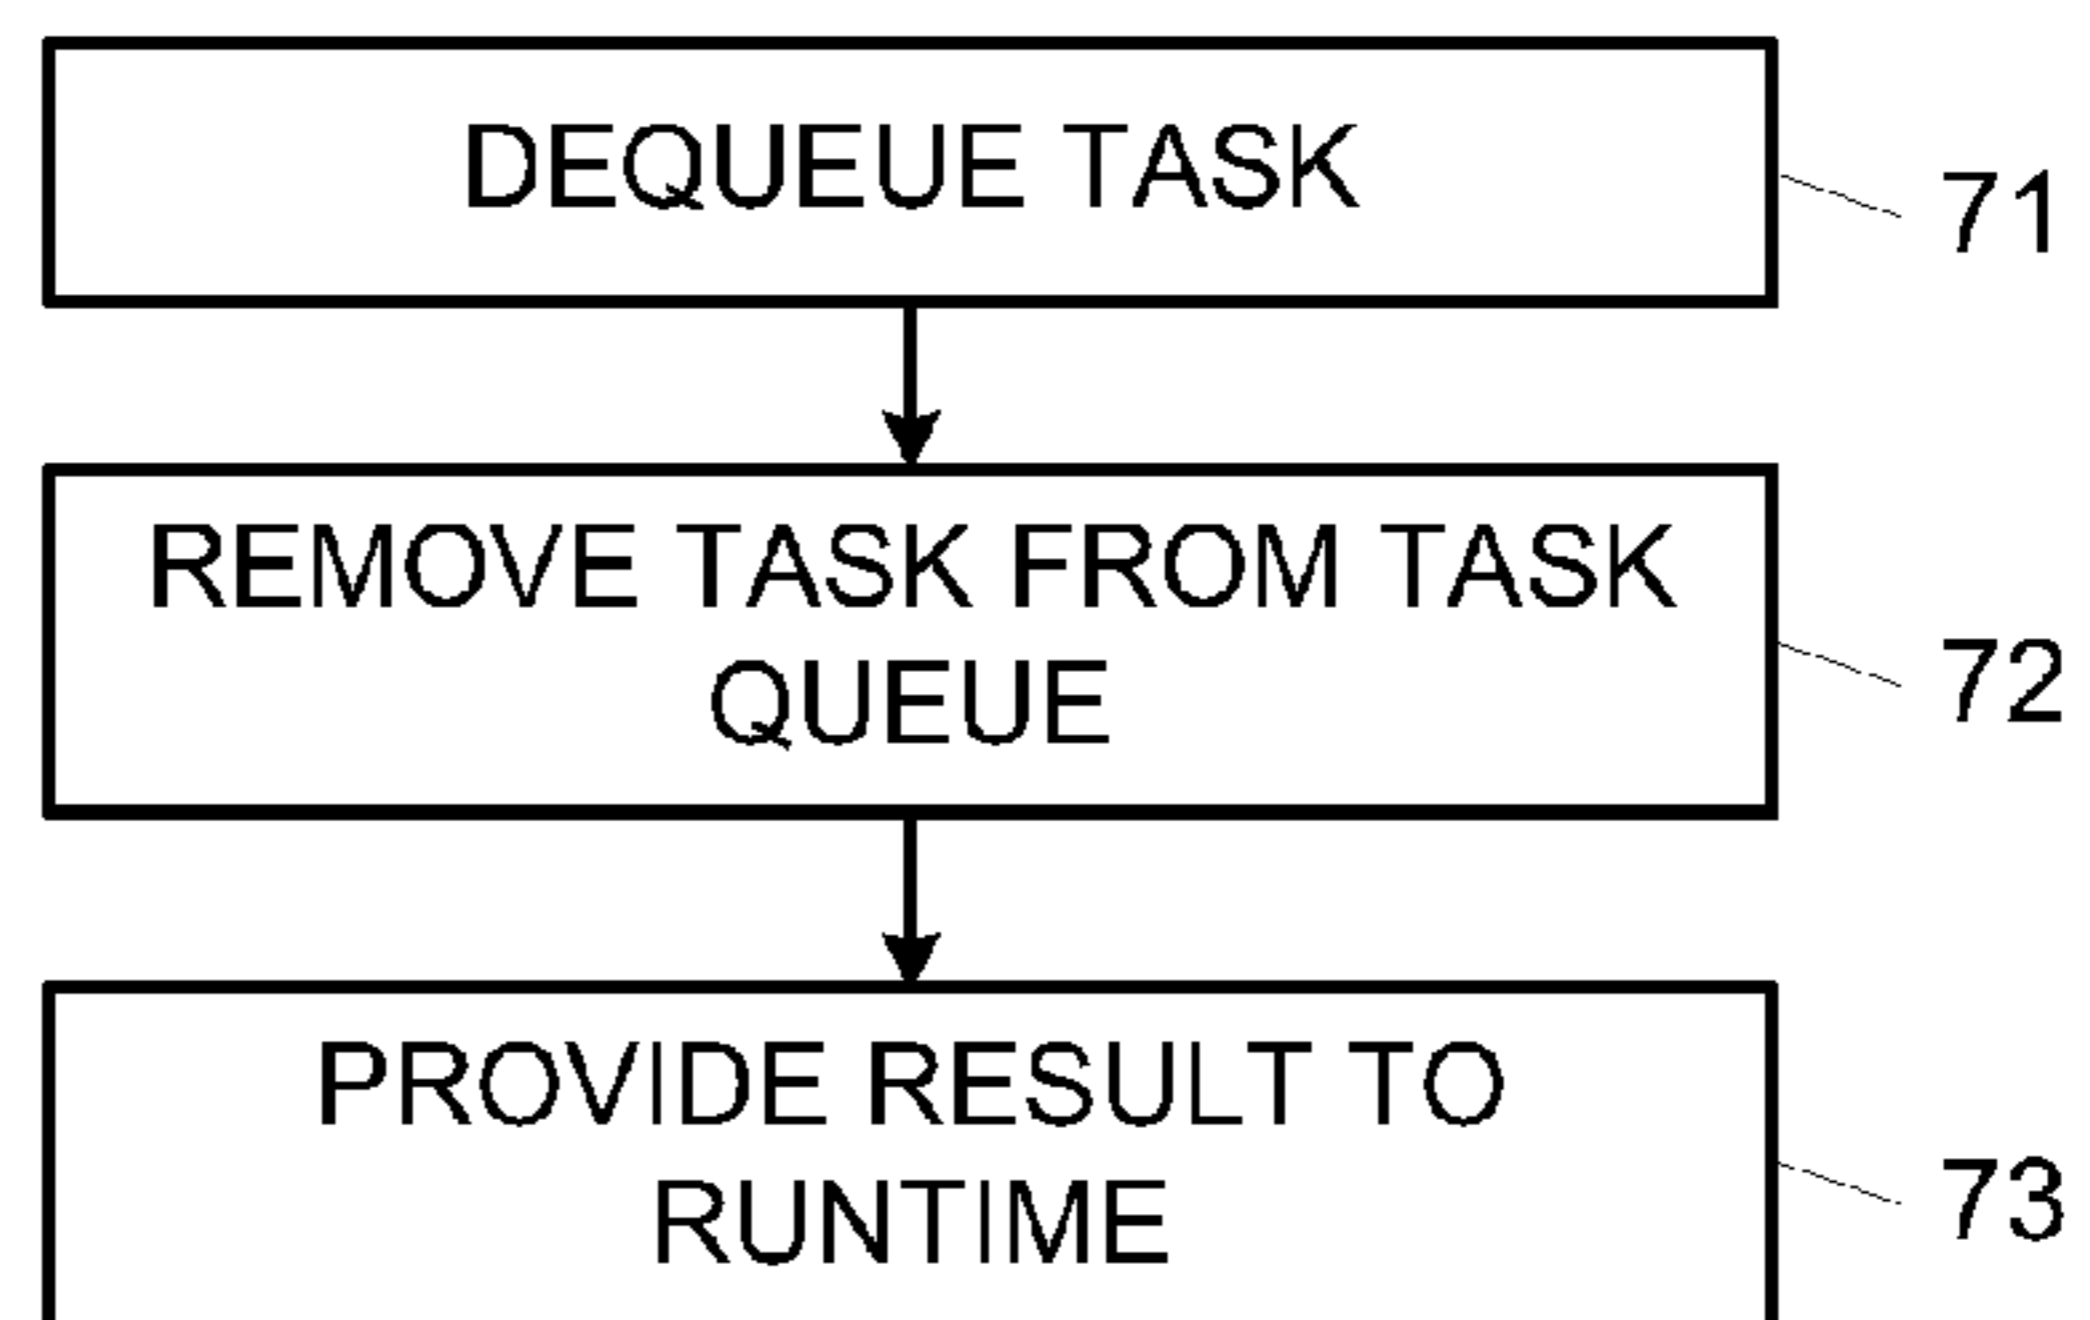 DEQUEUE TASK
71
REMOVE TASK FROM TASK
QUEUE
72
PROVIDE RESULT TO
RUNTIME
73